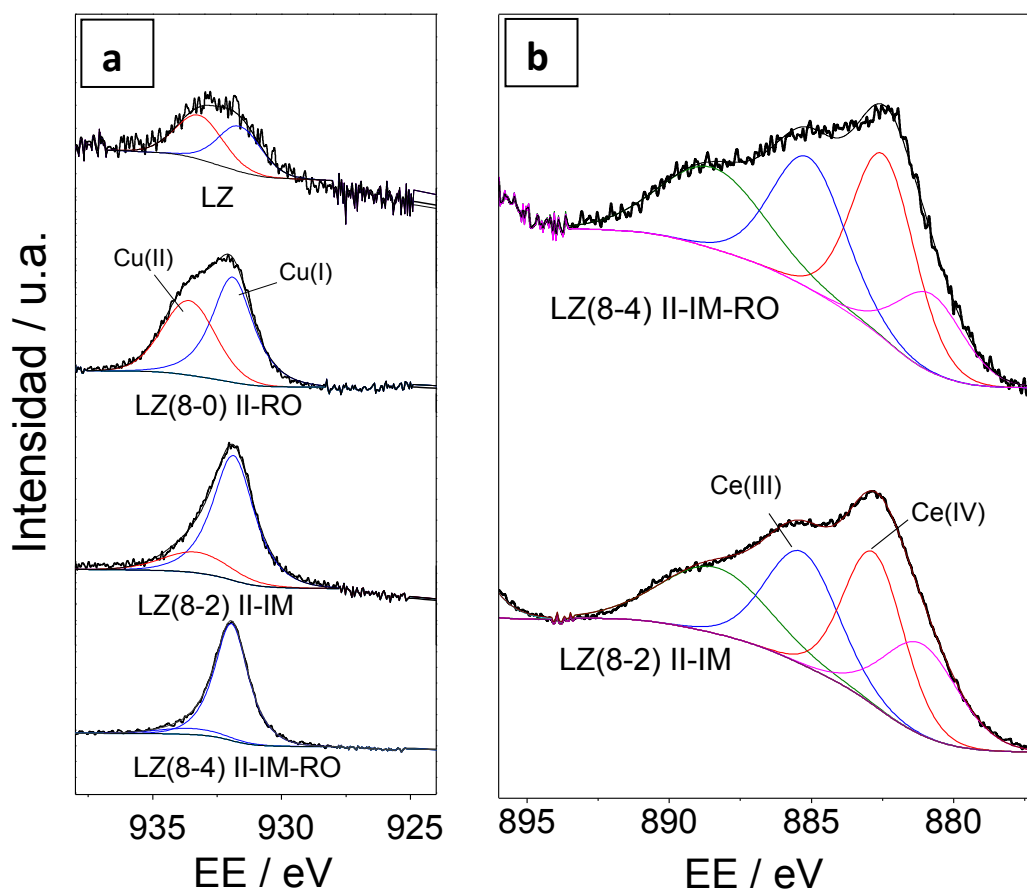 a
LZ
Cu(II)
Cu(I)
LZ(8-0) II-RO
LZ(8-2) II-IM
LZ(8-4) II-IM-RO
935
930
925
EE / eV
Intensidad / u.a.
b
LZ(8-4) II-IM-RO
Ce(III)
Ce(IV)
LZ(8-2) II-IM
895
890
885
880
EE / eV